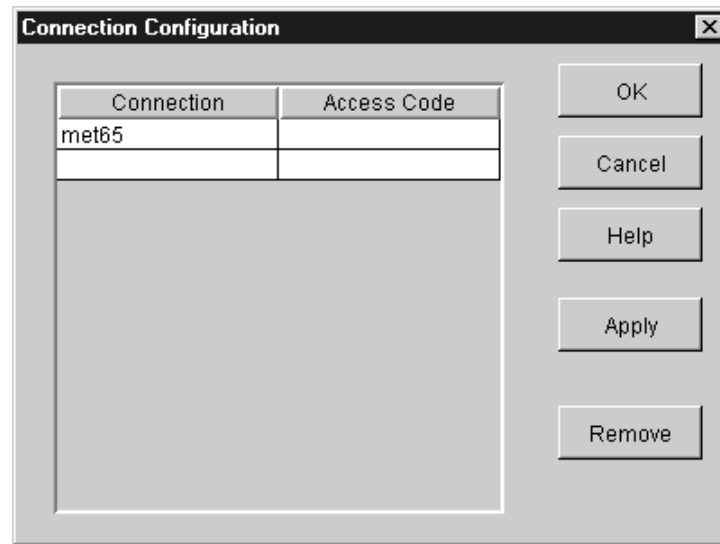 Connection Configuration
Connection Access Code
met65
OK
Cancel
Help
Apply
Remove